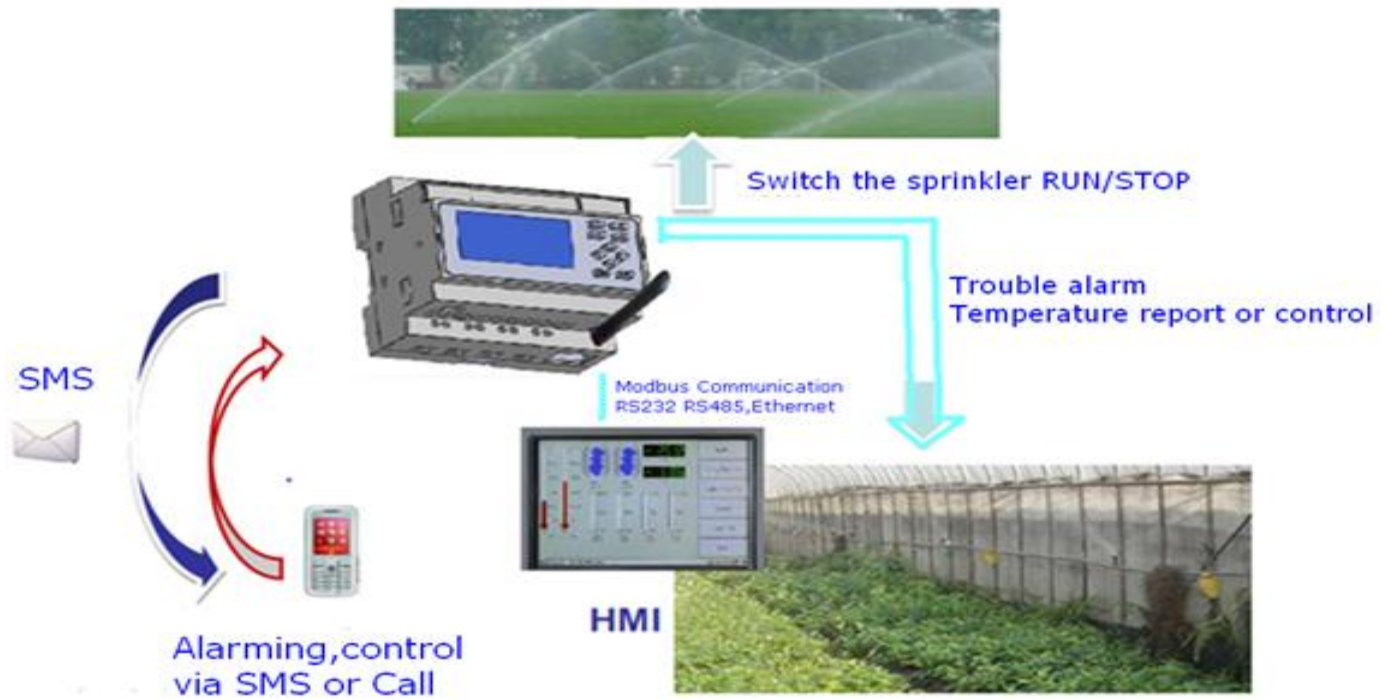 Switch the sprinkler RUN/STOP
Trouble alarm
Temperature report or control
SMS
Modbus Communication
RS232 RS485,Ethernet
HMI
Alarming,control
via SMS or Call